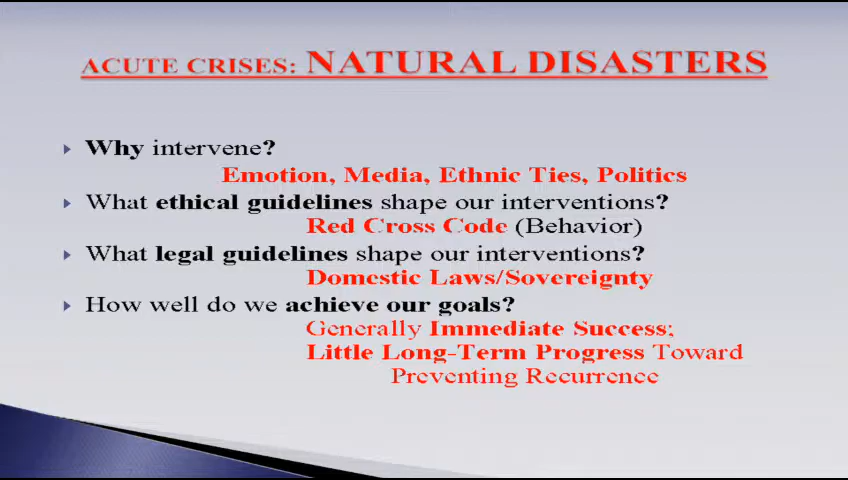 ACUTE CRISES: NATURAL DISASTERS
Why intervene?
Emotion, Media, Ethnic Ties, Politics
What ethical guidelines shape our interventions?
Red Cross Code (Behavior)
What legal guidelines shape our interventions?
Domestic Laws/Sovereignty
How well do we achieve our goals?
Generally Immediate Success;
Little Long-Term Progress Toward
Preventing Recurrence